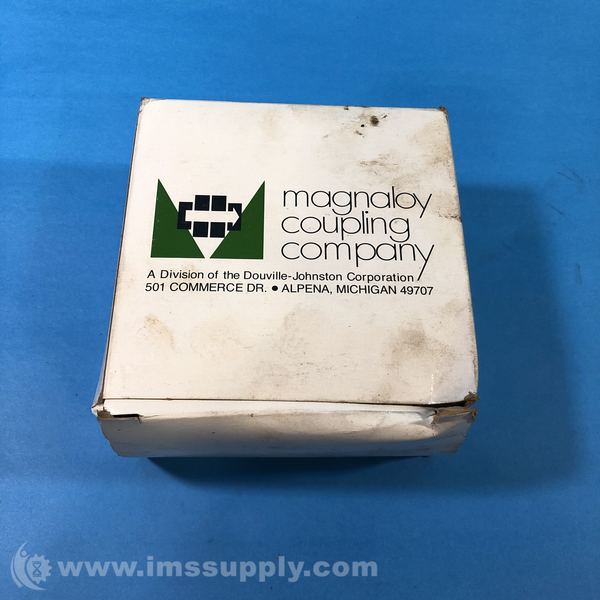 magnaloy
coupling
company
A Division of the Douville-Johnston Corporation
501 COMMERCE DR. ● ALPENA, MICHIGAN 49707
www.imssupply.com